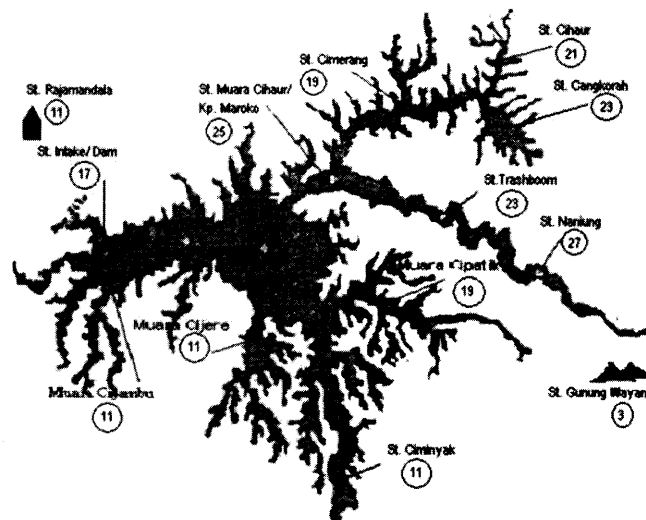 St. Cihaur
21
St. Cimerang
19
St. Cangkorah
23
St. Rajamandala
11
St. Muara Cihaur/
Kp. Maroko
25
St. Intake/ Dam
17
St.Trashboom
23
St. Nanjung
27
Muara Cipatik
19
Muara Cijere
11
Muara Cijambu
11
St. Gunung Wayan
3
St. Ciminyak
11